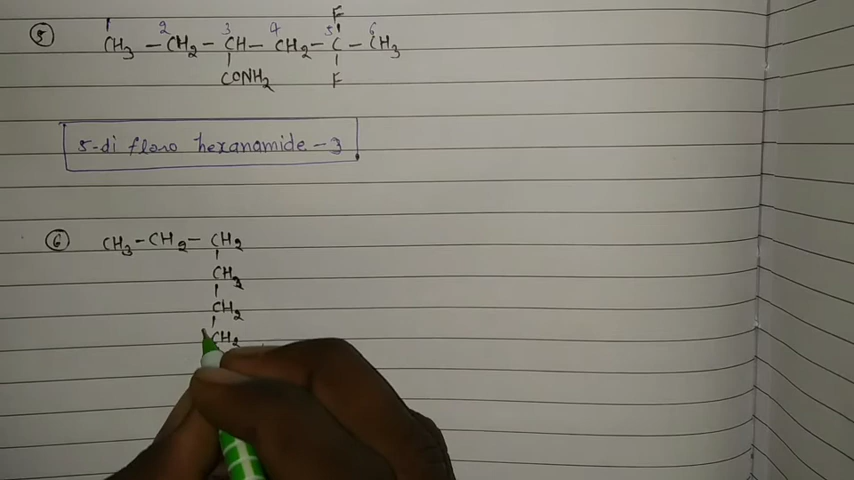 F
2 3 4 5 6
⑤ CH3 - CH2 - CH - CH2 - C - CH3
CONH2 F
5-di floro hexanamide - 3
⑥ CH3 - CH2 - CH2
CH2
CH2
CH2